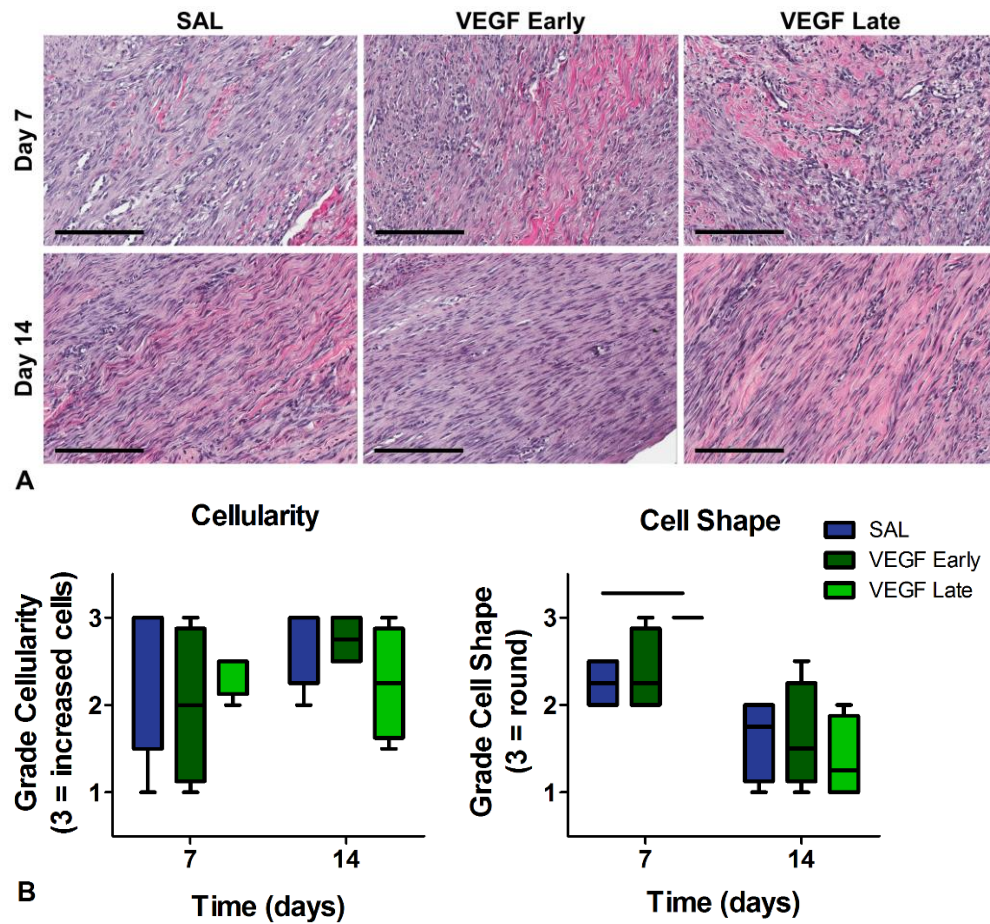 SAL VEGF Early VEGF Late
Day 7
Day 14
A
Cellularity
Grade Cellularity
(3 = increased cells)
3
2
1
7 14
Time (days)
Cell Shape
Grade Cell Shape
(3 = round)
3
2
1
7 14
Time (days)
SAL
VEGF Early
VEGF Late
B